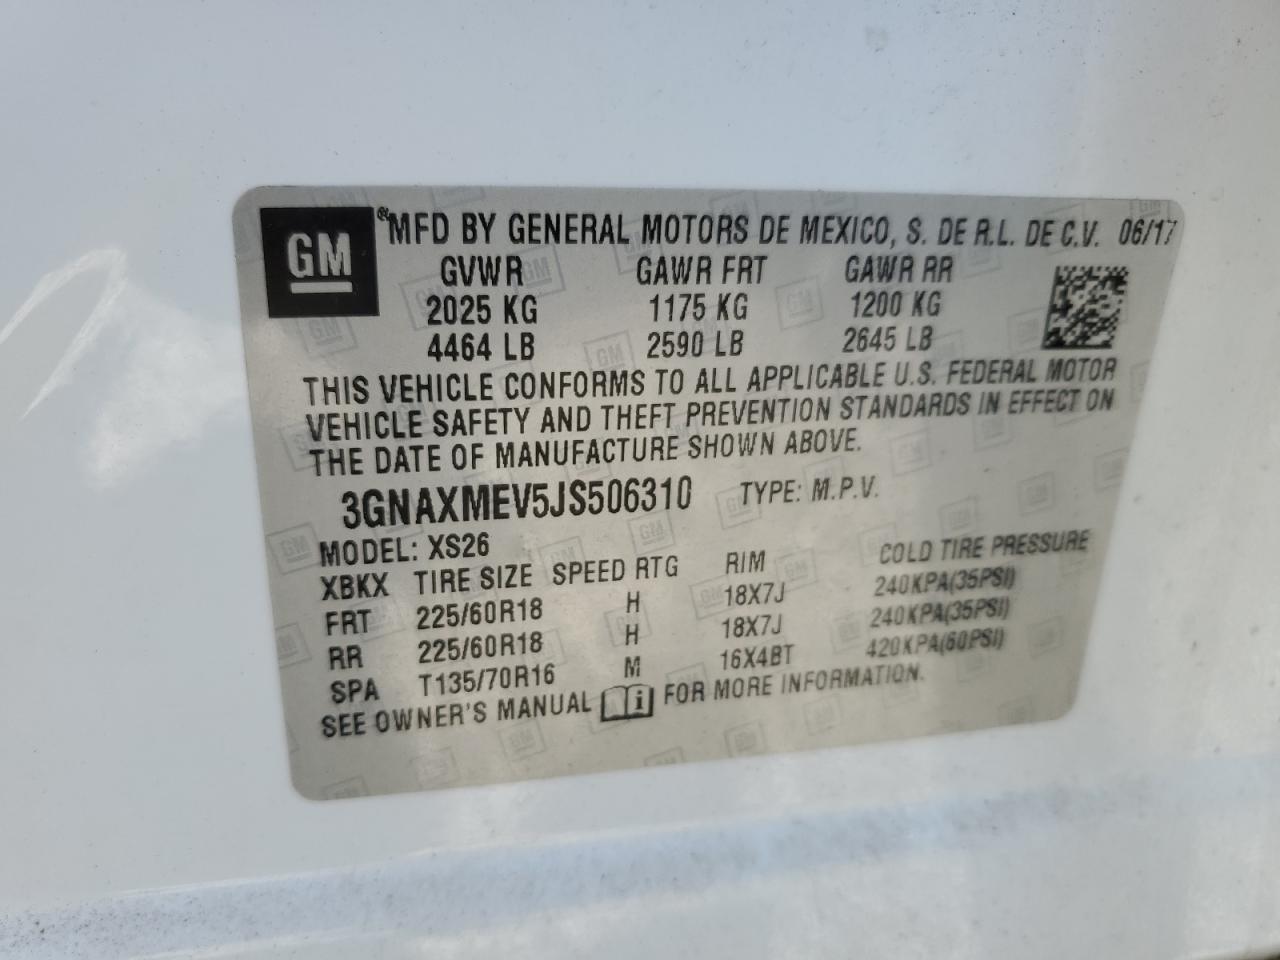 GM
® MFD BY GENERAL MOTORS DE MEXICO, S. DE R.L. DE C.V. 06/17
GVWR GAWR FRT GAWR RR
2025 KG 1175 KG 1200 KG
4464 LB 2590 LB 2645 LB
THIS VEHICLE CONFORMS TO ALL APPLICABLE U.S. FEDERAL MOTOR
VEHICLE SAFETY AND THEFT PREVENTION STANDARDS IN EFFECT ON
THE DATE OF MANUFACTURE SHOWN ABOVE.
3GNAXMEV5JS506310 TYPE: M.P.V.
MODEL: XS26
XBKX TIRE SIZE SPEED RTG RIM COLD TIRE PRESSURE
FRT 225/60R18 H 18X7J 240KPA(35PSI)
RR 225/60R18 H 18X7J 240KPA(35PSI)
SPA T135/70R16 M 16X4BT 420KPA(60PSI)
SEE OWNER'S MANUAL i FOR MORE INFORMATION.